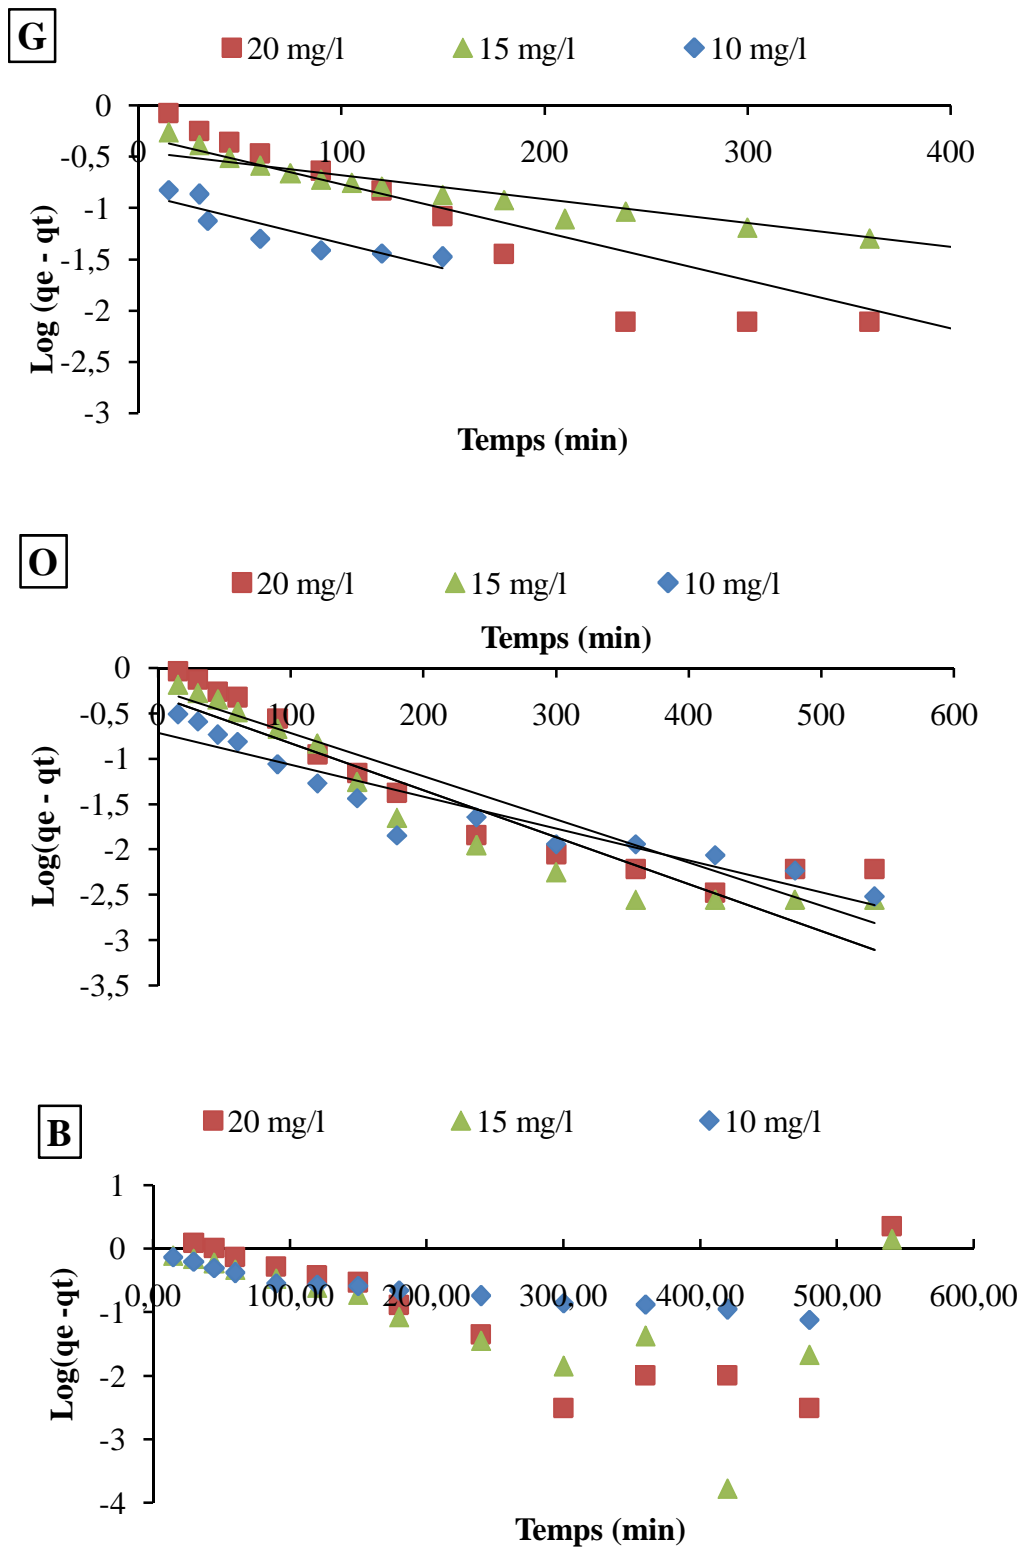 G
20 mg/l 15 mg/l 10 mg/l
0
0 100 200 300 400
-0,5
-1
-1,5
-2
-2,5
-3
Log (qe - qt)
Temps (min)
O
20 mg/l 15 mg/l 10 mg/l
Temps (min)
0
0 100 200 300 400 500 600
-0,5
-1
-1,5
-2
-2,5
-3
-3,5
Log(qe - qt)
B
20 mg/l 15 mg/l 10 mg/l
1
0
0,00 100,00 200,00 300,00 400,00 500,00 600,00
-1
-2
-3
-4
Log(qe -qt)
Temps (min)